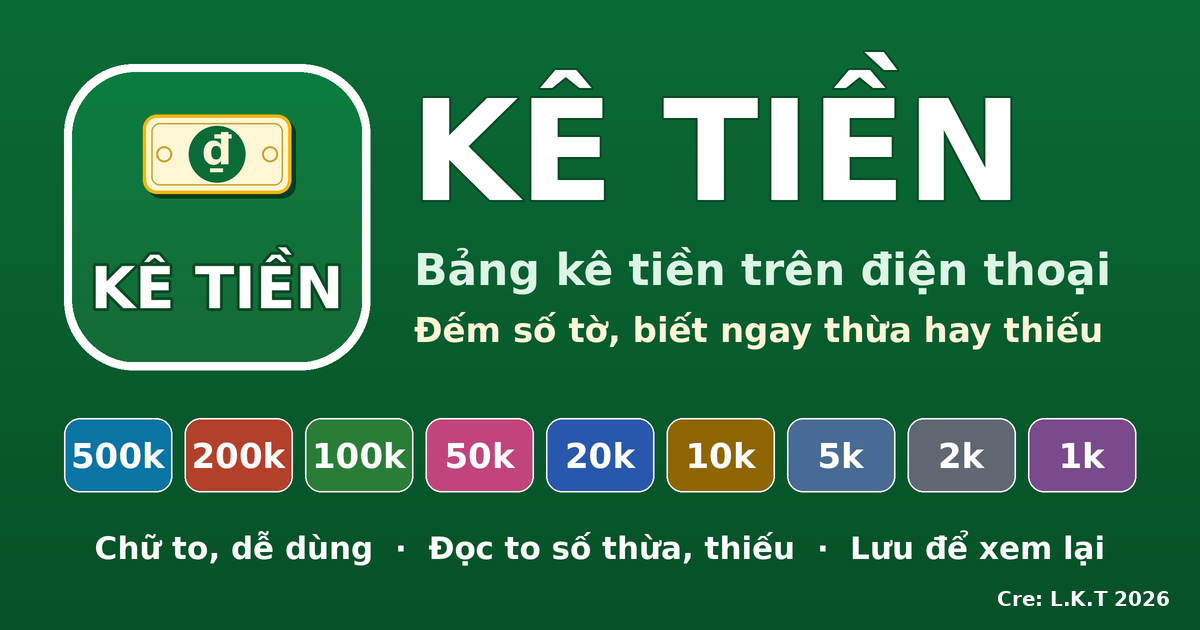 ₫
KÊ TIỀN
KÊ TIỀN
Bảng kê tiền trên điện thoại
Đếm số tờ, biết ngay thừa hay thiếu
500k 200k 100k 50k 20k 10k 5k 2k 1k
Chữ to, dễ dùng · Đọc to số thừa, thiếu · Lưu để xem lại
Cre: L.K.T 2026